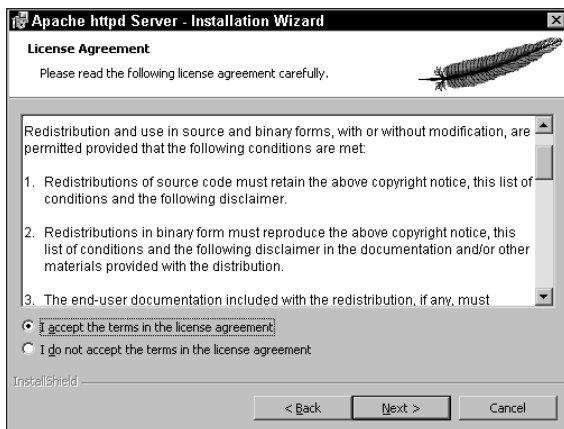 Apache httpd Server - Installation Wizard
License Agreement
Please read the following license agreement carefully.
Redistribution and use in source and binary forms, with or without modification, are
permitted provided that the following conditions are met:
1. Redistributions of source code must retain the above copyright notice, this list of
conditions and the following disclaimer.
2. Redistributions in binary form must reproduce the above copyright notice, this
list of conditions and the following disclaimer in the documentation and/or other
materials provided with the distribution.
3. The end-user documentation included with the redistribution, if any, must
I accept the terms in the license agreement
I do not accept the terms in the license agreement
InstallShield
< Back Next > Cancel